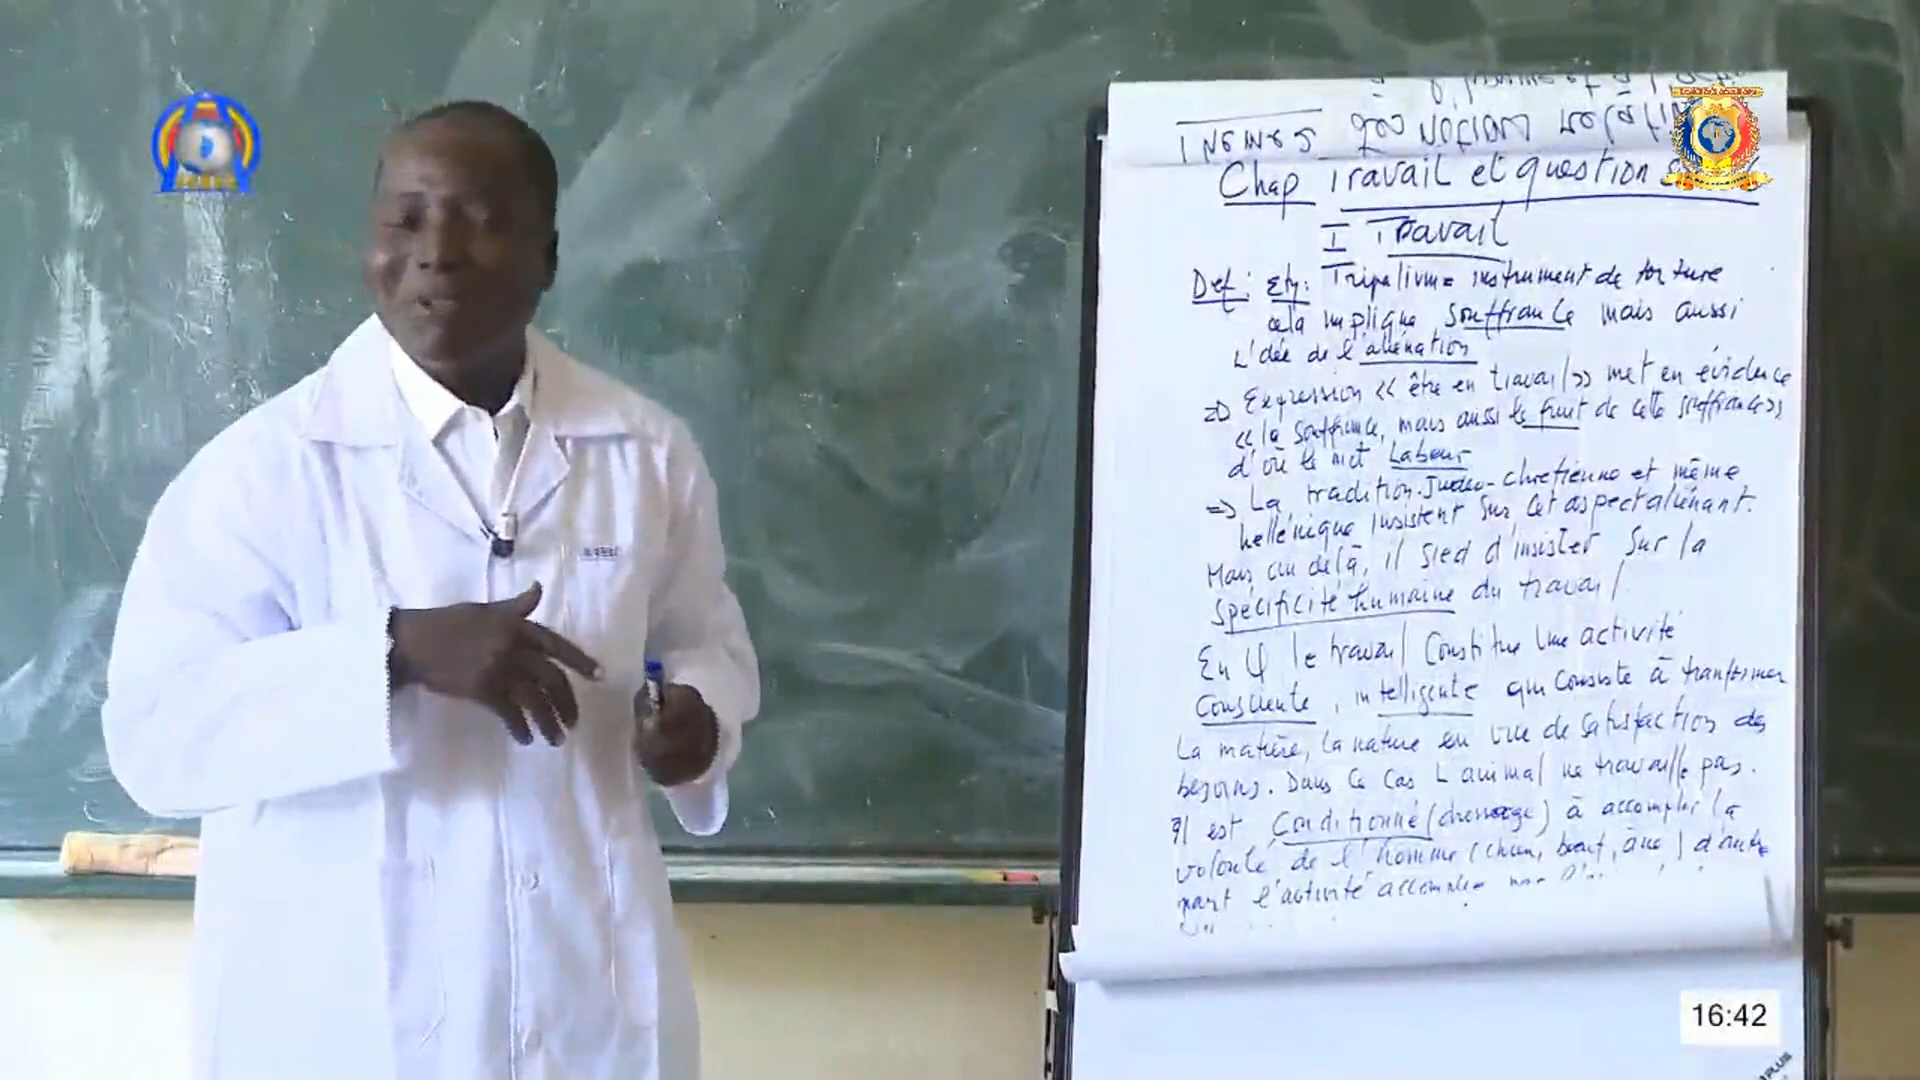 Chap Travail et question
I Travail
Def: Ety: Tripalium= instrument de torture
cela implique souffrance mais aussi
L'idée de l'aliénation
=> Expression << être en travail >> met en évidence
<< la souffrance, mais aussi le fruit de cette souffrance >>
d'où le mot Labeur
=> La tradition Judéo-chrétienne et même
hellénique insistent sur cet aspect aliénant.
Mais au delà, il sied d'insister sur la
spécificité humaine du travail.
En φ le travail constitue une activité
consciente, intelligente qui consiste à transformer
la matière, la nature en vue de satisfaction des
besoins. Dans ce cas L'animal ne travaille pas.
Il est conditionné (dressage) à accomplir la
volonté de l'homme (chien, boeuf, âne) d'autre
part l'activité accomplie
16:42
PLUS